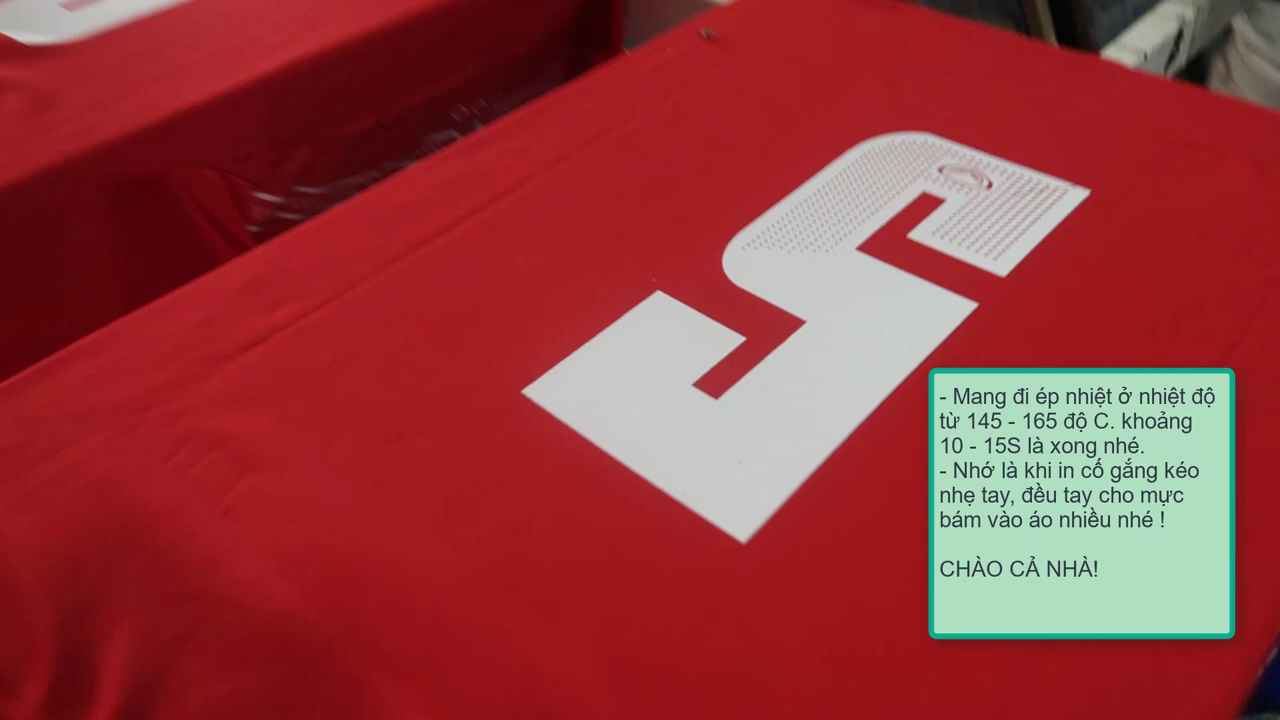 5
- Mang đi ép nhiệt ở nhiệt độ
từ 145 - 165 độ C. khoảng
10 - 15S là xong nhé.
- Nhớ là khi in cố gắng kéo
nhẹ tay, đều tay cho mực
bám vào áo nhiều nhé !
CHÀO CẢ NHÀ!